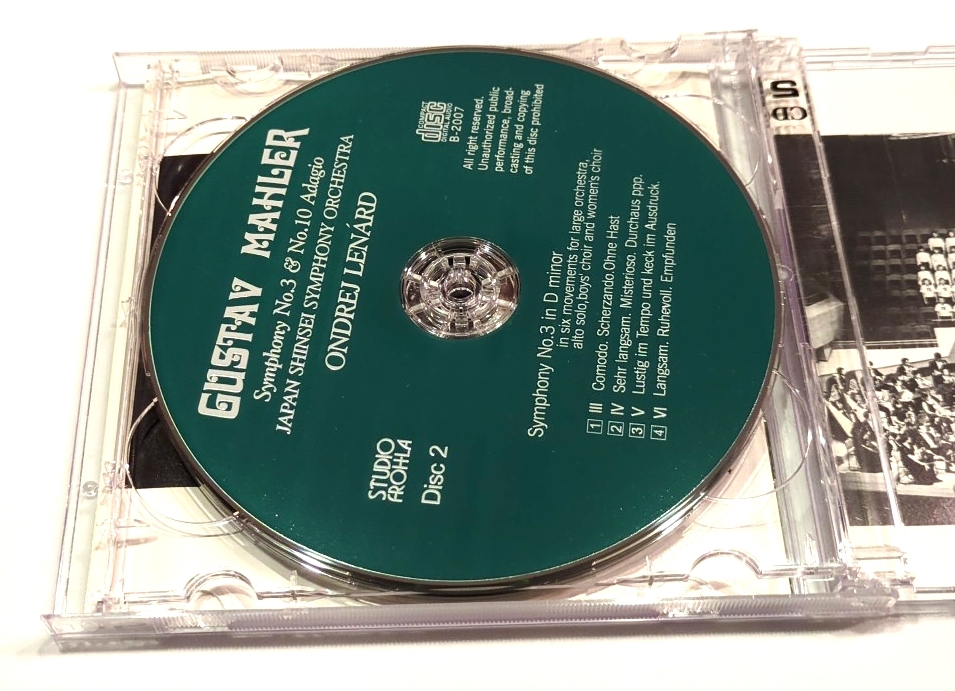 GUSTAV MAHLER
Symphony No.3 & No.10 Adagio
JAPAN SHINSEI SYMPHONY ORCHESTRA
ONDREJ LENÁRD
COMPACT
disc
DIGITAL AUDIO
B-2007
All right reserved.
Unauthorized public
performance, broad-
casting and copying
of this disc prohibited
STUDIO
FROHLA
Disc 2
Symphony No.3 in D minor
in six movements for large orchestra,
alto solo,boys' choir and women's choir
1 III Comodo. Scherzando.Ohne Hast
2 IV Sehr langsam. Misterioso. Durchaus ppp.
3 V Lustig im Tempo und keck im Ausdruck.
4 VI Langsam. Ruhevoll. Empfunden